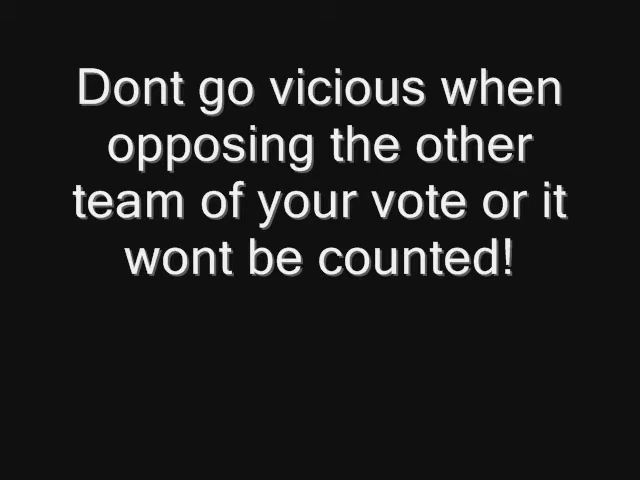 Dont go vicious when
opposing the other
team of your vote or it
wont be counted!